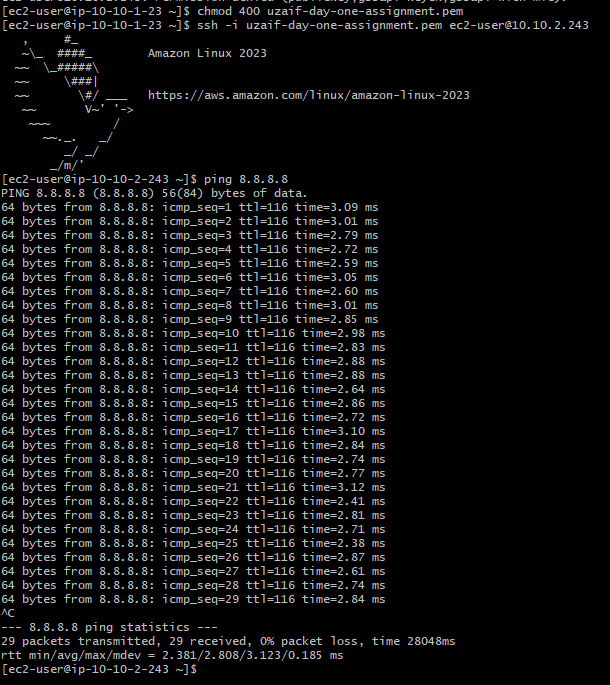 [ec2-user@ip-10-10-1-23 ~]$ chmod 400 uzaif-day-one-assignment.pem
[ec2-user@ip-10-10-1-23 ~]$ ssh -i uzaif-day-one-assignment.pem ec2-user@10.10.2.243
   ,     #_
   ~\_  ####_        Amazon Linux 2023
  ~~  \_#####\
  ~~     \###|
  ~~       \#/ ___   https://aws.amazon.com/linux/amazon-linux-2023
   ~~       V~' '->
    ~~~         /
      ~~._.   _/
         _/ _/
       _/m/'
[ec2-user@ip-10-10-2-243 ~]$ ping 8.8.8.8
PING 8.8.8.8 (8.8.8.8) 56(84) bytes of data.
64 bytes from 8.8.8.8: icmp_seq=1 ttl=116 time=3.09 ms
64 bytes from 8.8.8.8: icmp_seq=2 ttl=116 time=3.01 ms
64 bytes from 8.8.8.8: icmp_seq=3 ttl=116 time=2.79 ms
64 bytes from 8.8.8.8: icmp_seq=4 ttl=116 time=2.72 ms
64 bytes from 8.8.8.8: icmp_seq=5 ttl=116 time=2.59 ms
64 bytes from 8.8.8.8: icmp_seq=6 ttl=116 time=3.05 ms
64 bytes from 8.8.8.8: icmp_seq=7 ttl=116 time=2.60 ms
64 bytes from 8.8.8.8: icmp_seq=8 ttl=116 time=3.01 ms
64 bytes from 8.8.8.8: icmp_seq=9 ttl=116 time=2.85 ms
64 bytes from 8.8.8.8: icmp_seq=10 ttl=116 time=2.98 ms
64 bytes from 8.8.8.8: icmp_seq=11 ttl=116 time=2.83 ms
64 bytes from 8.8.8.8: icmp_seq=12 ttl=116 time=2.88 ms
64 bytes from 8.8.8.8: icmp_seq=13 ttl=116 time=2.88 ms
64 bytes from 8.8.8.8: icmp_seq=14 ttl=116 time=2.64 ms
64 bytes from 8.8.8.8: icmp_seq=15 ttl=116 time=2.86 ms
64 bytes from 8.8.8.8: icmp_seq=16 ttl=116 time=2.72 ms
64 bytes from 8.8.8.8: icmp_seq=17 ttl=116 time=3.10 ms
64 bytes from 8.8.8.8: icmp_seq=18 ttl=116 time=2.84 ms
64 bytes from 8.8.8.8: icmp_seq=19 ttl=116 time=2.74 ms
64 bytes from 8.8.8.8: icmp_seq=20 ttl=116 time=2.77 ms
64 bytes from 8.8.8.8: icmp_seq=21 ttl=116 time=3.12 ms
64 bytes from 8.8.8.8: icmp_seq=22 ttl=116 time=2.41 ms
64 bytes from 8.8.8.8: icmp_seq=23 ttl=116 time=2.81 ms
64 bytes from 8.8.8.8: icmp_seq=24 ttl=116 time=2.71 ms
64 bytes from 8.8.8.8: icmp_seq=25 ttl=116 time=2.38 ms
64 bytes from 8.8.8.8: icmp_seq=26 ttl=116 time=2.87 ms
64 bytes from 8.8.8.8: icmp_seq=27 ttl=116 time=2.61 ms
64 bytes from 8.8.8.8: icmp_seq=28 ttl=116 time=2.74 ms
64 bytes from 8.8.8.8: icmp_seq=29 ttl=116 time=2.84 ms
^C
--- 8.8.8.8 ping statistics ---
29 packets transmitted, 29 received, 0% packet loss, time 28048ms
rtt min/avg/max/mdev = 2.381/2.808/3.123/0.185 ms
[ec2-user@ip-10-10-2-243 ~]$